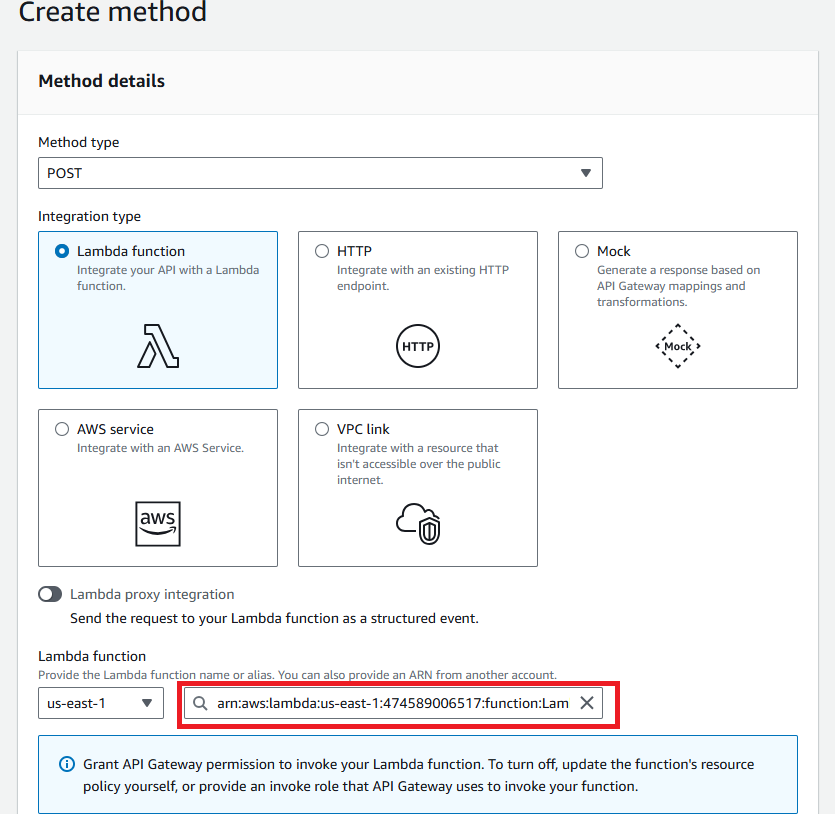 Create method
Method details
Method type
POST
Integration type
Lambda function
Integrate your API with a Lambda
function.
HTTP
Integrate with an existing HTTP
endpoint.
HTTP
Mock
Generate a response based on
API Gateway mappings and
transformations.
Mock
AWS service
Integrate with an AWS Service.
aws
VPC link
Integrate with a resource that
isn't accessible over the public
internet.
Lambda proxy integration
Send the request to your Lambda function as a structured event.
Lambda function
Provide the Lambda function name or alias. You can also provide an ARN from another account.
us-east-1
arn:aws:lambda:us-east-1:474589006517:function:Lam
Grant API Gateway permission to invoke your Lambda function. To turn off, update the function's resource
policy yourself, or provide an invoke role that API Gateway uses to invoke your function.